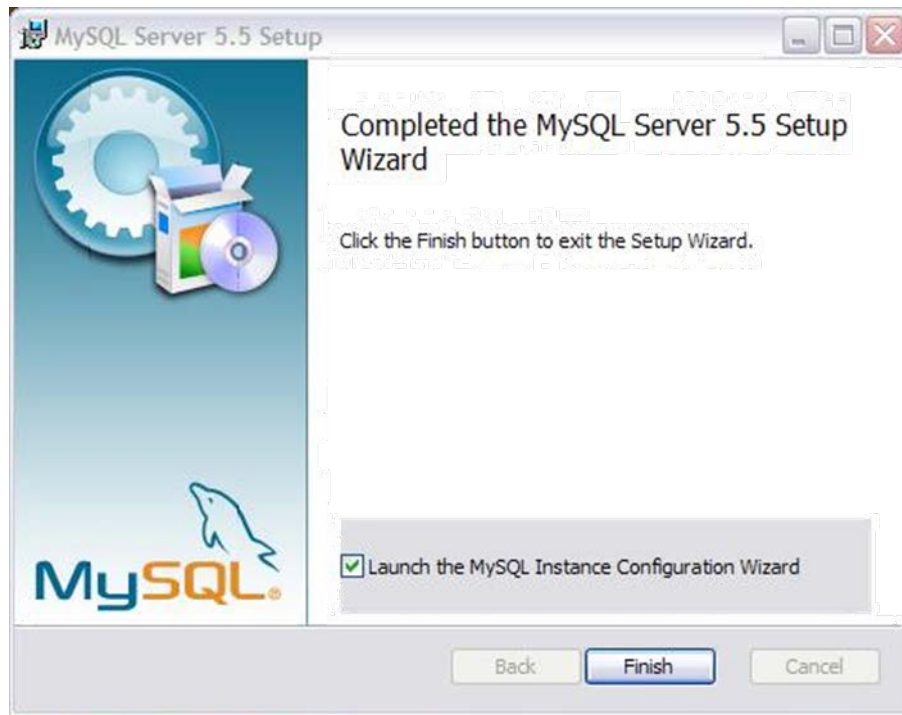 MySQL Server 5.5 Setup
Completed the MySQL Server 5.5 Setup
Wizard
Click the Finish button to exit the Setup Wizard.
MySQL®
Launch the MySQL Instance Configuration Wizard
Back
Finish
Cancel